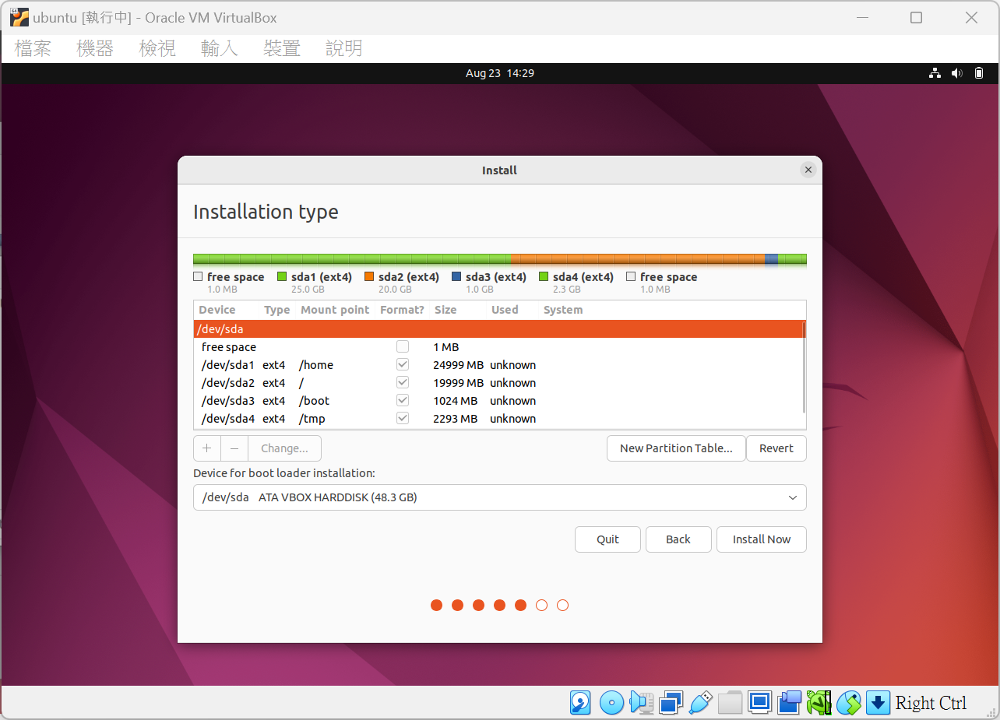 ubuntu [執行中] - Oracle VM VirtualBox
檔案 機器 檢視 輸入 裝置 說明
Aug 23 14:29
Install
Installation type
free space sda1 (ext4) sda2 (ext4) sda3 (ext4) sda4 (ext4) free space
1.0 MB 25.0 GB 20.0 GB 1.0 GB 2.3 GB 1.0 MB
Device Type Mount point Format? Size Used System
/dev/sda
free space 1 MB
/dev/sda1 ext4 /home 24999 MB unknown
/dev/sda2 ext4 / 19999 MB unknown
/dev/sda3 ext4 /boot 1024 MB unknown
/dev/sda4 ext4 /tmp 2293 MB unknown
+ − Change... New Partition Table... Revert
Device for boot loader installation:
/dev/sda ATA VBOX HARDDISK (48.3 GB)
Quit Back Install Now
Right Ctrl